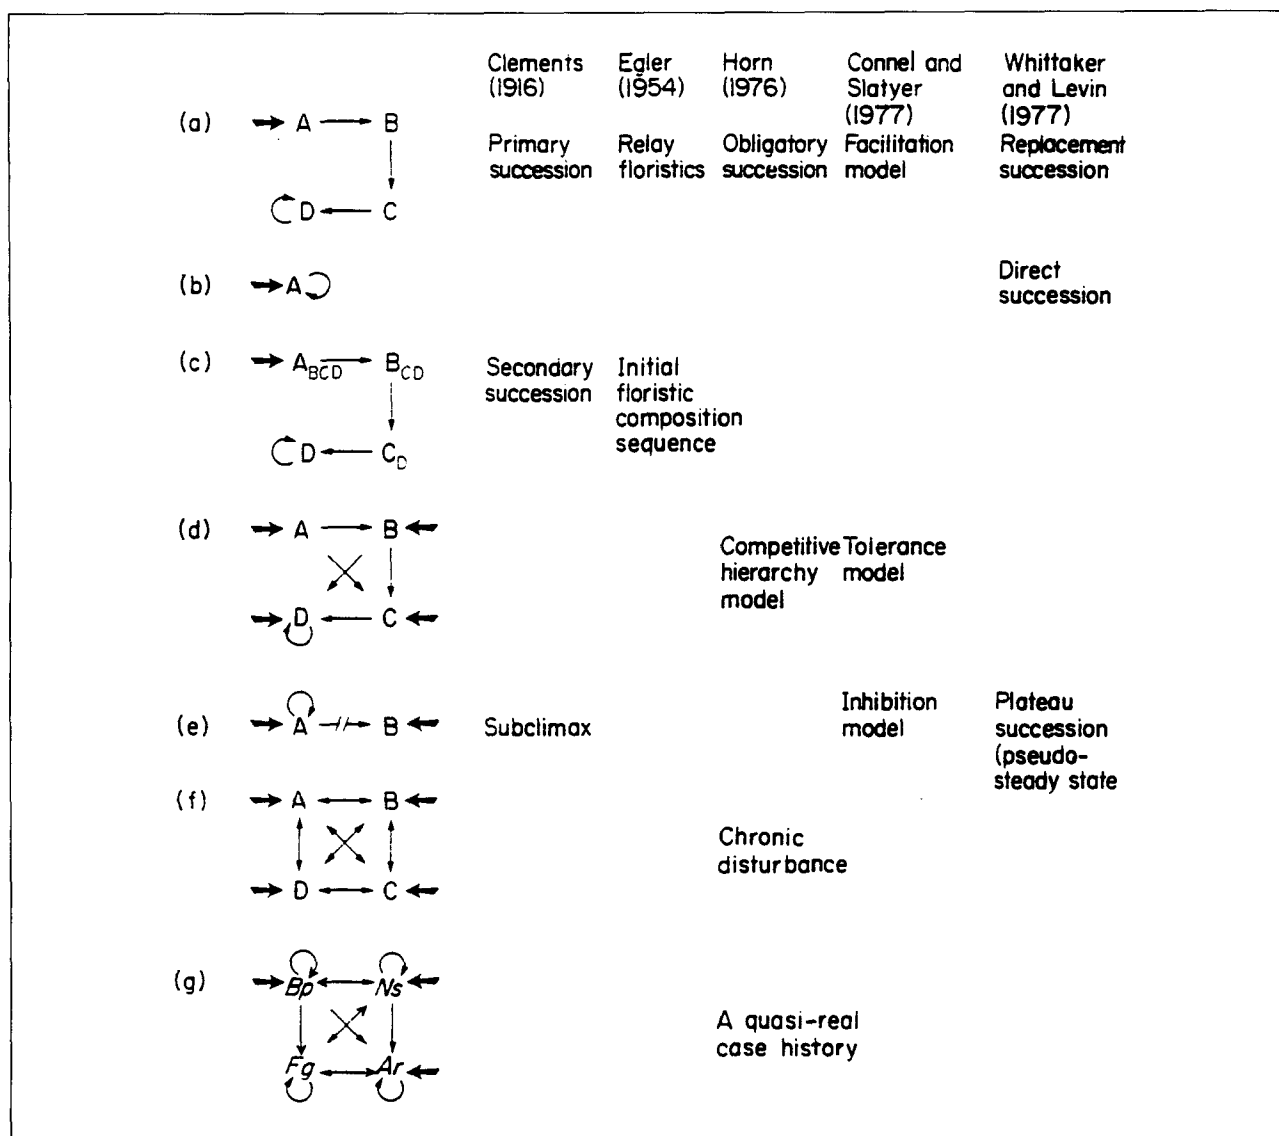 Clements Egler Horn Connel and Whittaker
(1916) (1954) (1976) Slatyer and Levin
(1977) (1977)
(a) A B
Primary Relay Obligatory Facilitation Replacement
succession floristics succession model succession
D C
(b) A
Direct
succession
(c) A BCD B CD
Secondary Initial
succession floristic
composition
sequence
D C D
(d) A B
Competitive Tolerance
hierarchy model
model
D C
(e) A B
Subclimax
Inhibition
model
Plateau
succession
(pseudo-
steady state
(f) A B
Chronic
disturbance
D C
(g) Bp Ns
A quasi-real
case history
Fg Ar